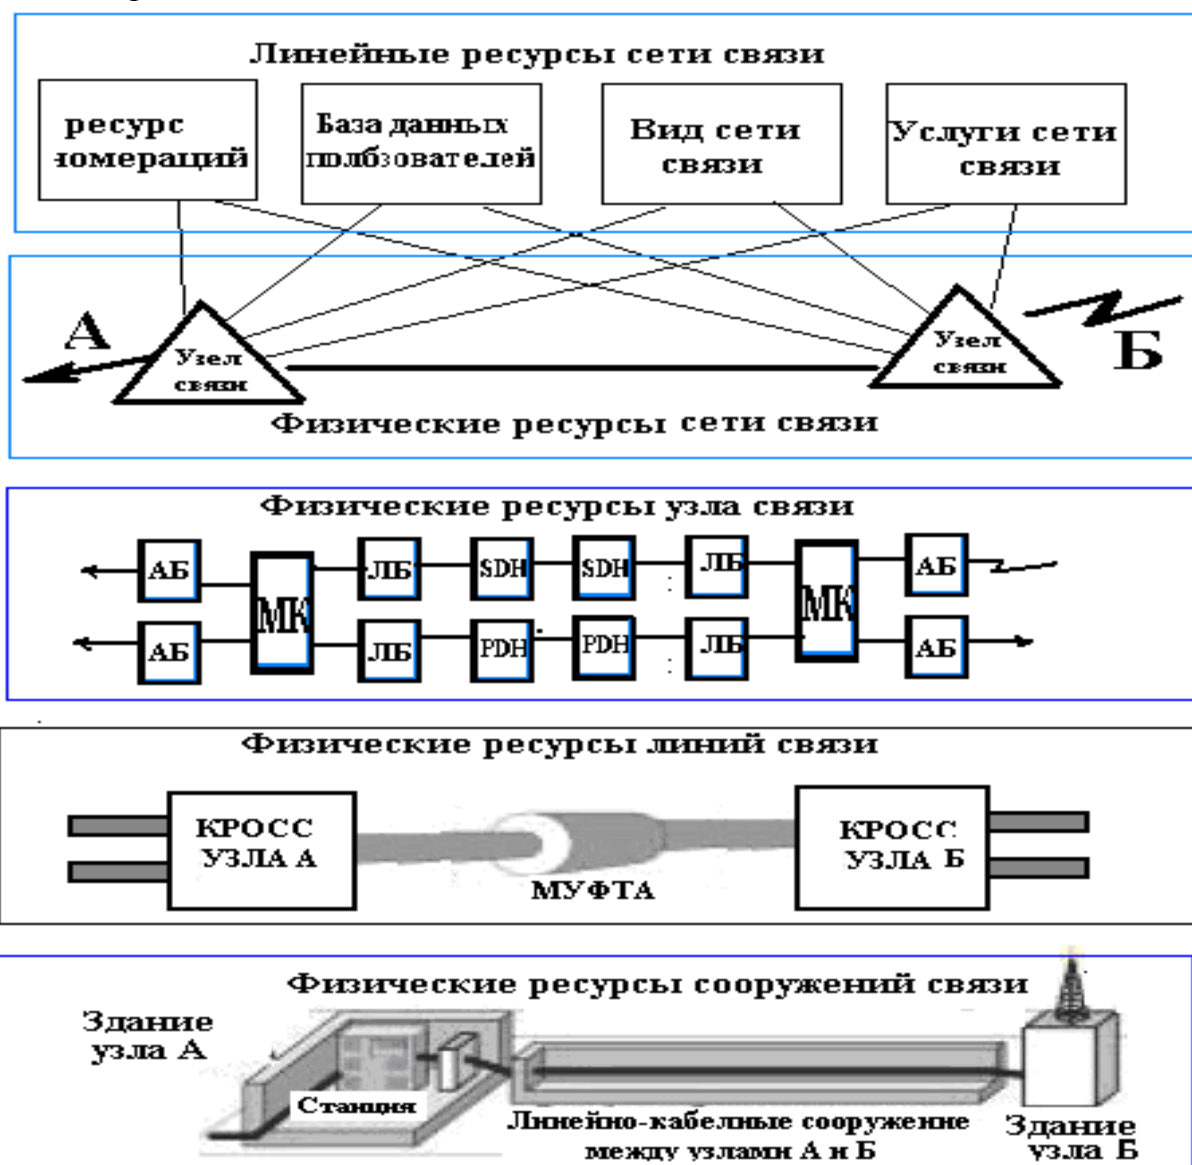 Линейные ресурсы сети связи
ресурс
номераций
База данных
полбзователей
Вид сети
связи
Услуги сети
связи
А
Узел
связи
Узел
связи
Б
Физические ресурсы сети связи
Физические ресурсы узла связи
АБ
МК
ЛБ
SDH
SDH
ЛБ
МК
АБ
АБ
ЛБ
PDH
PDH
ЛБ
АБ
Физические ресурсы линий связи
КРОСС
УЗЛА А
МУФТА
КРОСС
УЗЛА Б
Физические ресурсы сооружений связи
Здание
узла А
Станция
Линейно-кабелные сооружение
между узлами А и Б
Здание
узла Б